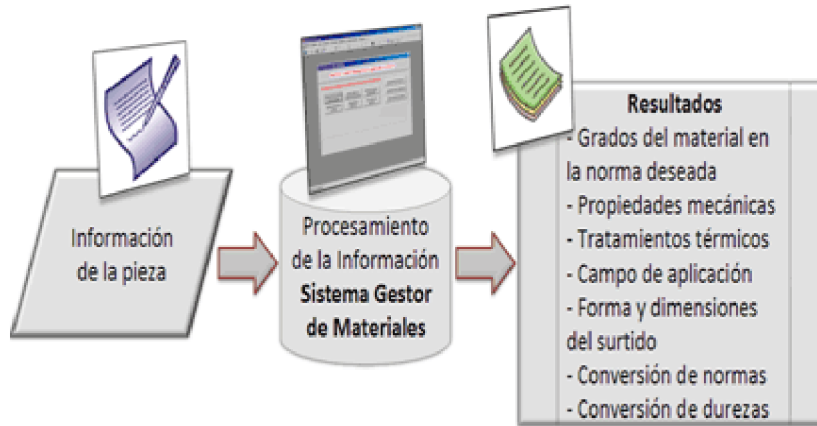 Información
de la pieza
Procesamiento
de la Información
Sistema Gestor
de Materiales
Resultados
- Grados del material en
la norma deseada
- Propiedades mecánicas
- Tratamientos térmicos
- Campo de aplicación
- Forma y dimensiones
del surtido
- Conversión de normas
- Conversión de durezas